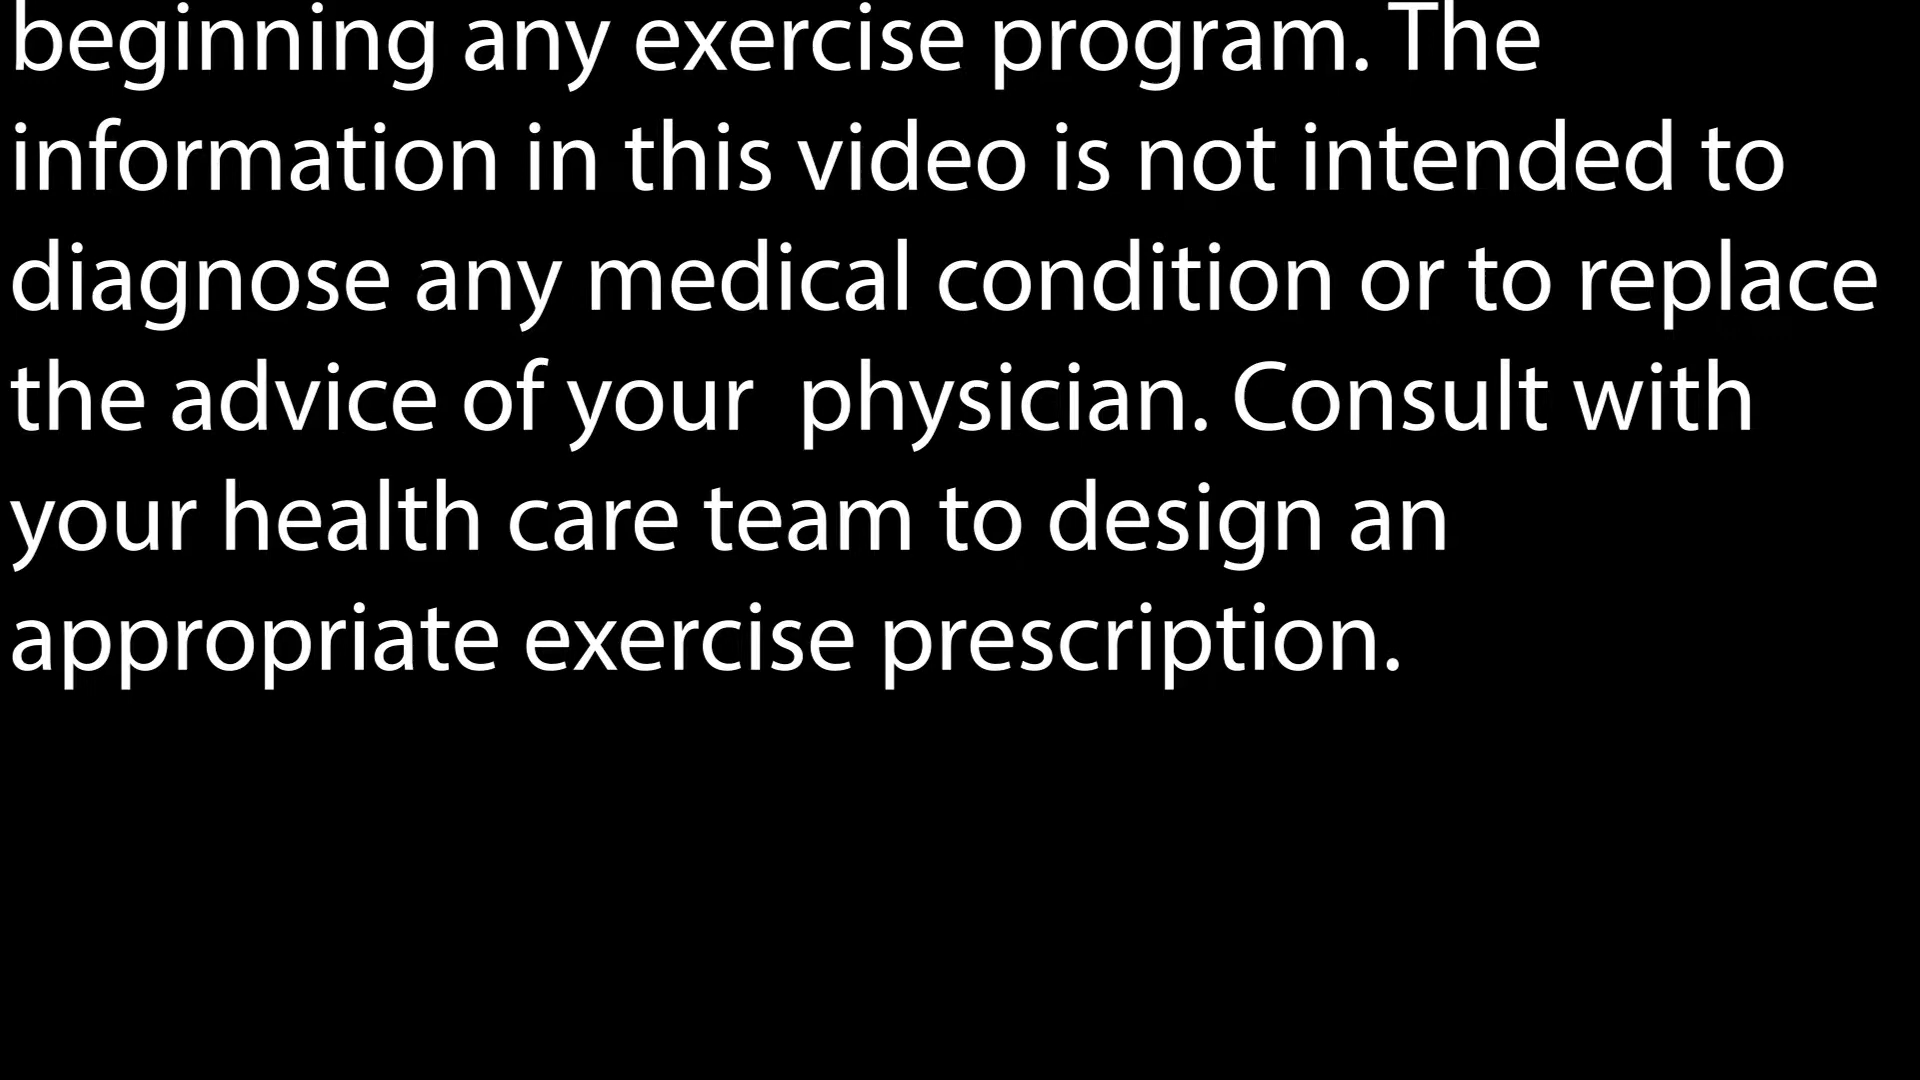 beginning any exercise program. The
information in this video is not intended to
diagnose any medical condition or to replace
the advice of your  physician. Consult with
your health care team to design an
appropriate exercise prescription.